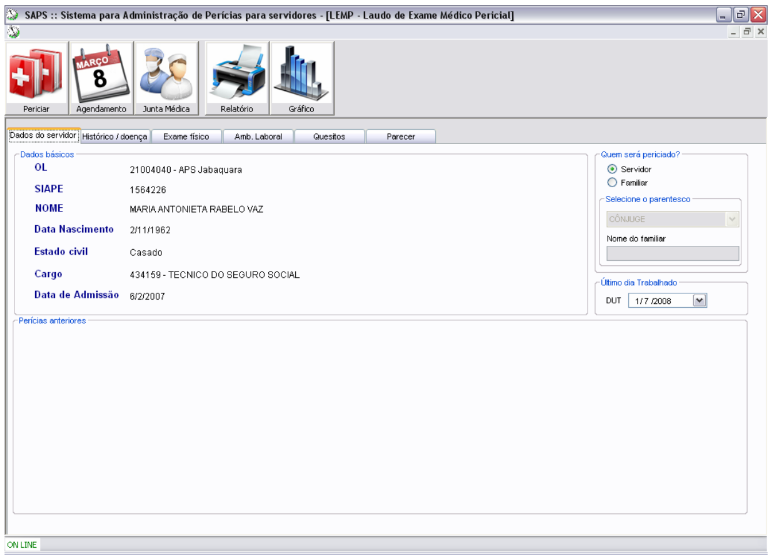 SAPS :: Sistema para Administração de Perícias para servidores - [LEMP - Laudo de Exame Médico Pericial]
MARÇO
8
Periciar
Agendamento
Junta Médica
Relatório
Gráfico
Dados do servidor
Histórico / doença
Exame físico
Amb. Laboral
Quesitos
Parecer
Dados básicos
OL 21004040 - APS Jabaquara
SIAPE 1564226
NOME MARIA ANTONIETA RABELO VAZ
Data Nascimento 2/11/1962
Estado civil Casado
Cargo 434159 - TECNICO DO SEGURO SOCIAL
Data de Admissão 6/2/2007
Quem será periciado?
Servidor
Familiar
Selecione o parentesco
CÔNJUGE
Nome do familiar
Último dia Trabalhado
DUT 1/ 7 /2008
Perícias anteriores
ON LINE